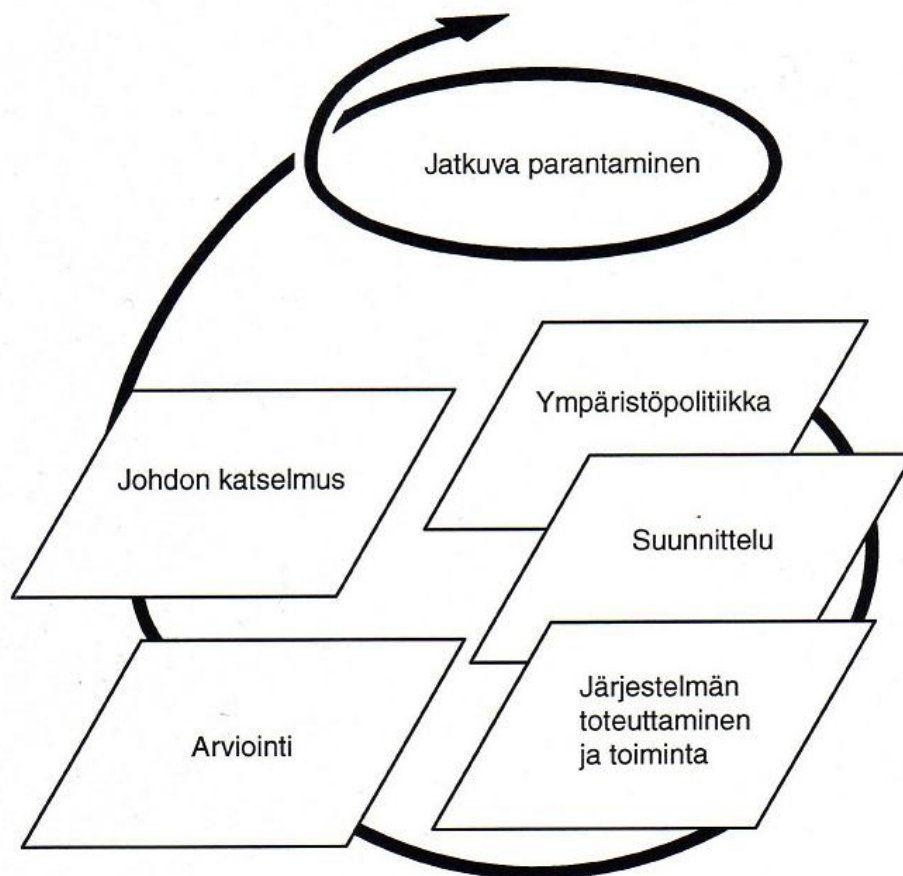 Jatkuva parantaminen
Ympäristöpolitiikka
Johdon katselmus
Suunnittelu
Järjestelmän
toteuttaminen
ja toiminta
Arviointi